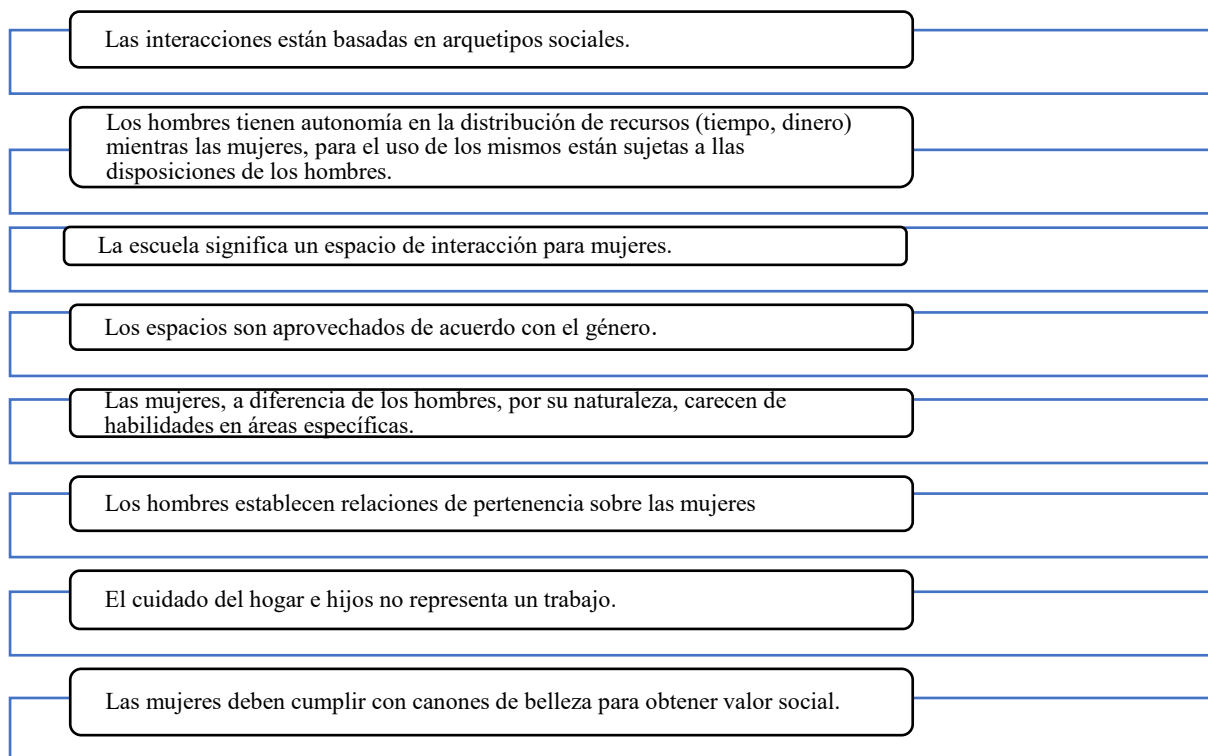 Las interacciones están basadas en arquetipos sociales.
Los hombres tienen autonomía en la distribución de recursos (tiempo, dinero)
mientras las mujeres, para el uso de los mismos están sujetas a llas
disposiciones de los hombres.
La escuela significa un espacio de interacción para mujeres.
Los espacios son aprovechados de acuerdo con el género.
Las mujeres, a diferencia de los hombres, por su naturaleza, carecen de
habilidades en áreas específicas.
Los hombres establecen relaciones de pertenencia sobre las mujeres
El cuidado del hogar e hijos no representa un trabajo.
Las mujeres deben cumplir con canones de belleza para obtener valor social.